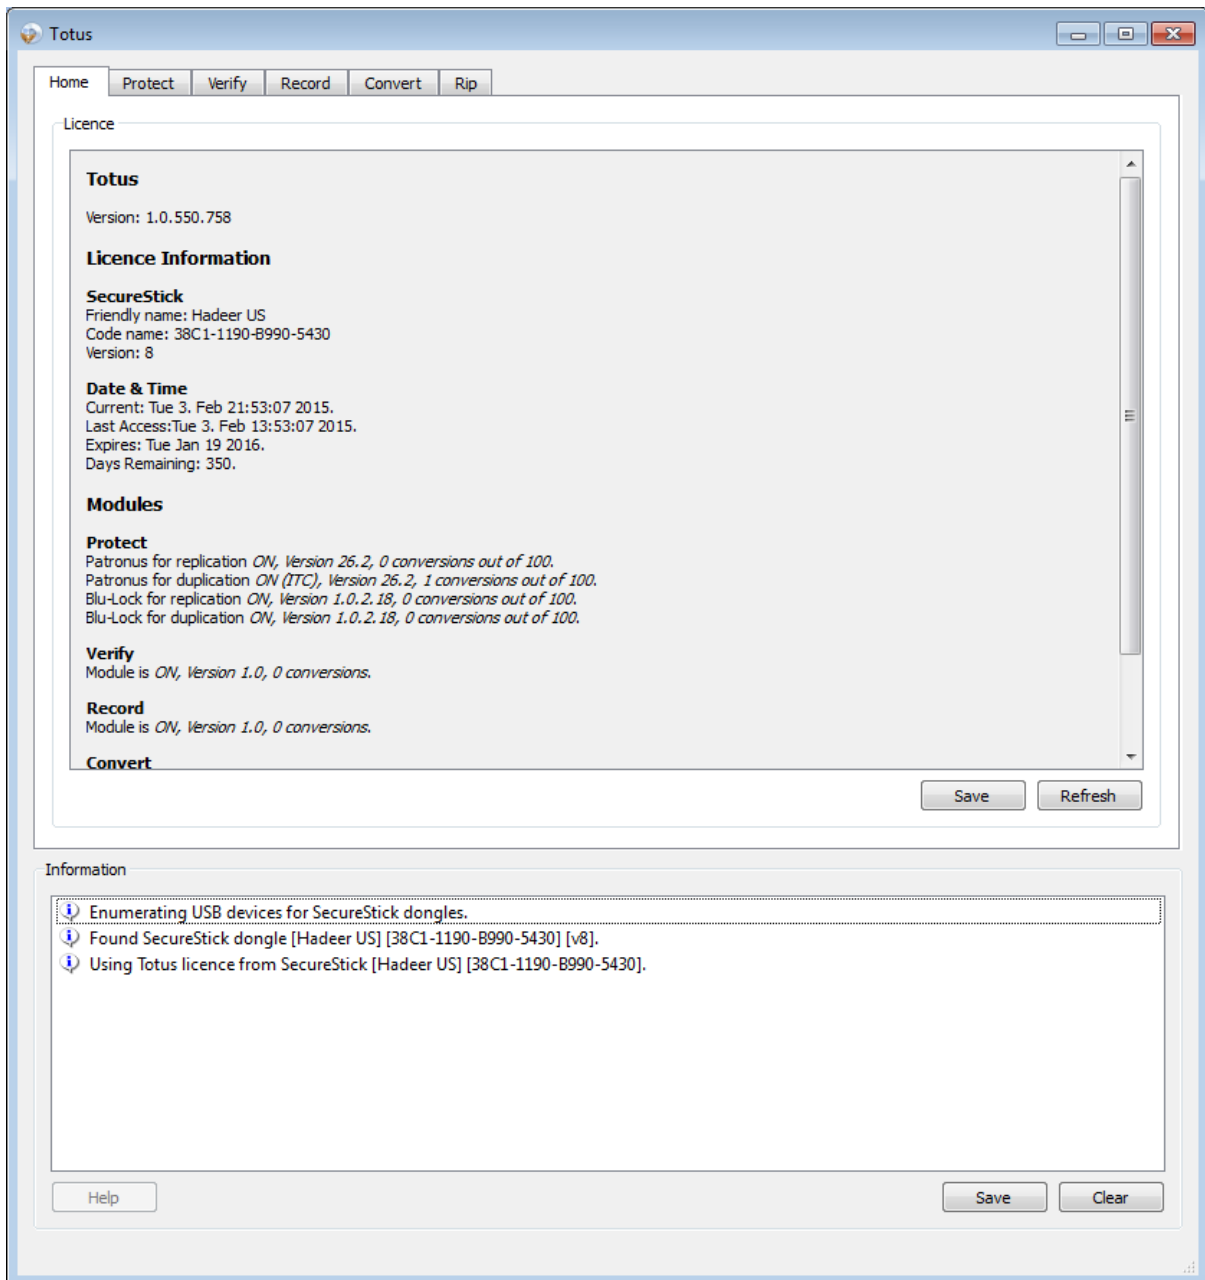 Totus
Home Protect Verify Record Convert Rip
Licence
Totus
Version: 1.0.550.758
Licence Information
SecureStick
Friendly name: Hadeer US
Code name: 38C1-1190-B990-5430
Version: 8
Date & Time
Current: Tue 3. Feb 21:53:07 2015.
Last Access:Tue 3. Feb 13:53:07 2015.
Expires: Tue Jan 19 2016.
Days Remaining: 350.
Modules
Protect
Patronus for replication ON, Version 26.2, 0 conversions out of 100.
Patronus for duplication ON (ITC), Version 26.2, 1 conversions out of 100.
Blu-Lock for replication ON, Version 1.0.2.18, 0 conversions out of 100.
Blu-Lock for duplication ON, Version 1.0.2.18, 0 conversions out of 100.
Verify
Module is ON, Version 1.0, 0 conversions.
Record
Module is ON, Version 1.0, 0 conversions.
Convert
Save Refresh
Information
Enumerating USB devices for SecureStick dongles.
Found SecureStick dongle [Hadeer US] [38C1-1190-B990-5430] [v8].
Using Totus licence from SecureStick [Hadeer US] [38C1-1190-B990-5430].
Help Save Clear